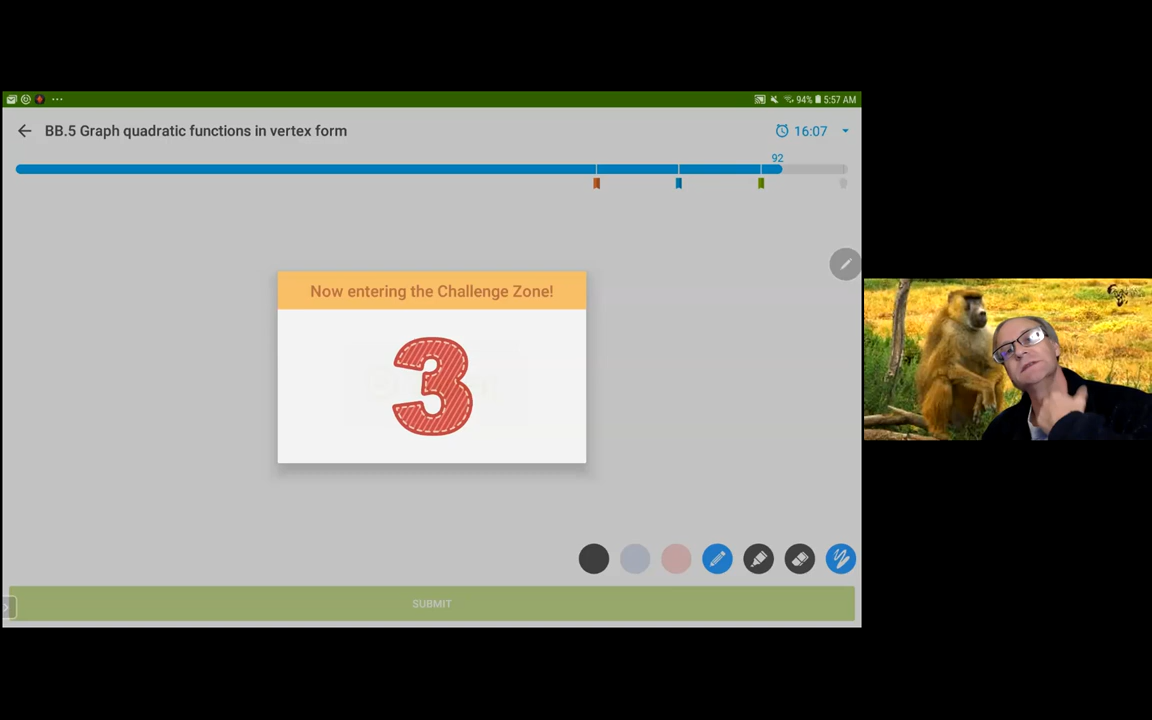 94% 5:57 AM
BB.5 Graph quadratic functions in vertex form
16:07
92
Now entering the Challenge Zone!
3
SUBMIT